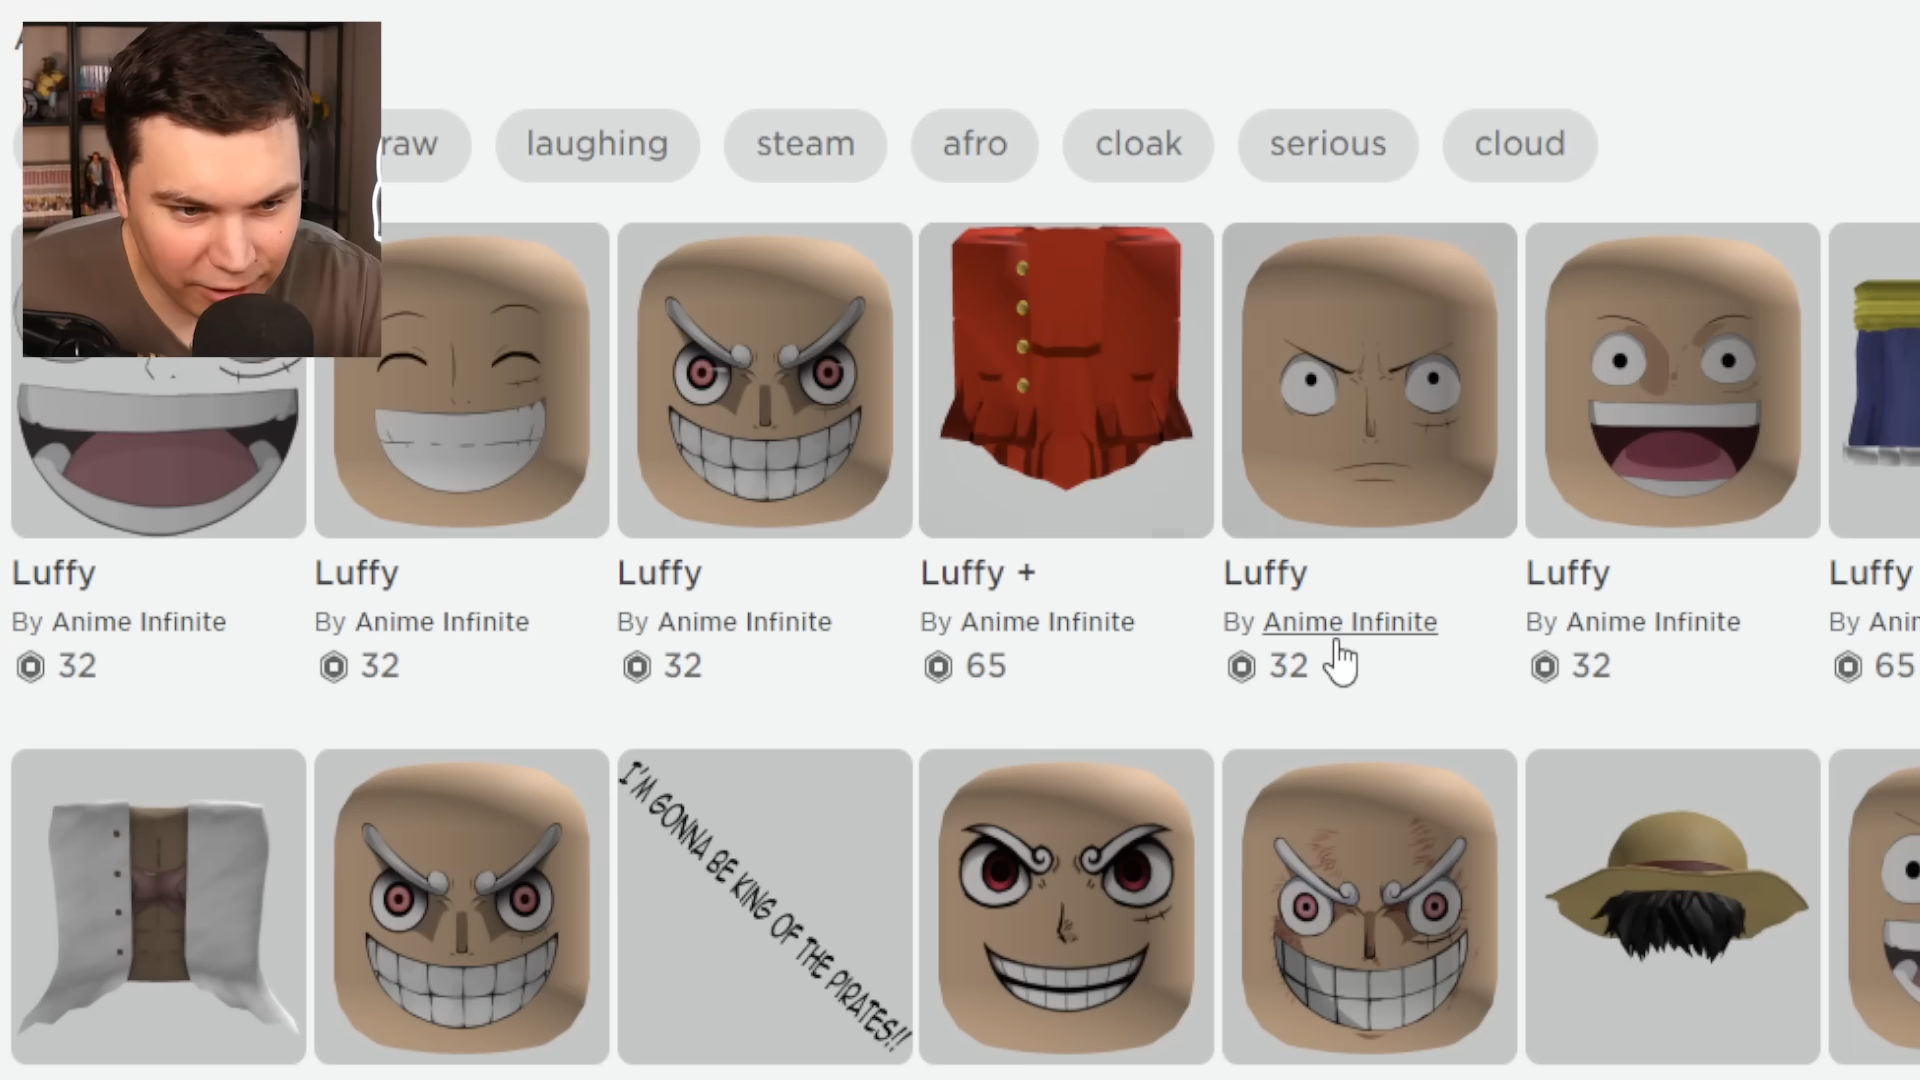 raw
laughing
steam
afro
cloak
serious
cloud
Luffy
By Anime Infinite
32
Luffy
By Anime Infinite
32
Luffy
By Anime Infinite
32
Luffy +
By Anime Infinite
65
Luffy
By Anime Infinite
32
Luffy
By Anime Infinite
32
Luffy
By Anim
65
I'M GONNA BE KING OF THE PIRATES!!